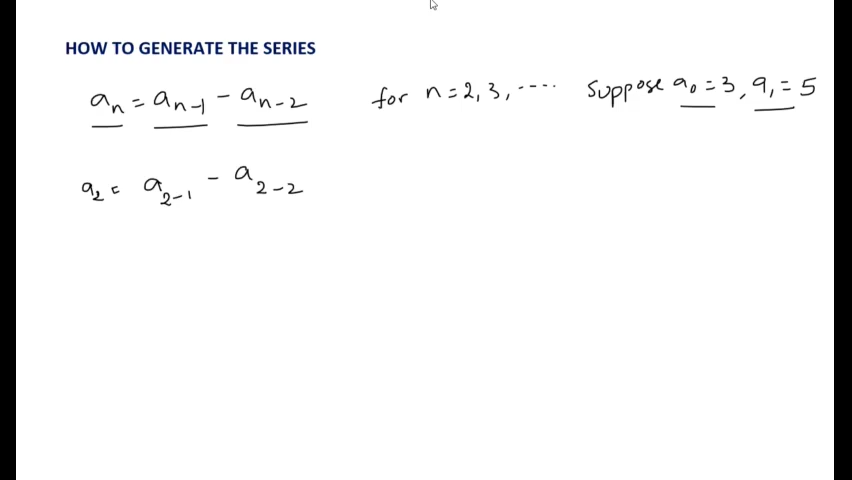 HOW TO GENERATE THE SERIES
aₙ = aₙ₋₁ - aₙ₋₂ for n = 2, 3, ---- Suppose a₀ = 3, a₁ = 5
a₂ = a₂₋₁ - a₂₋₂